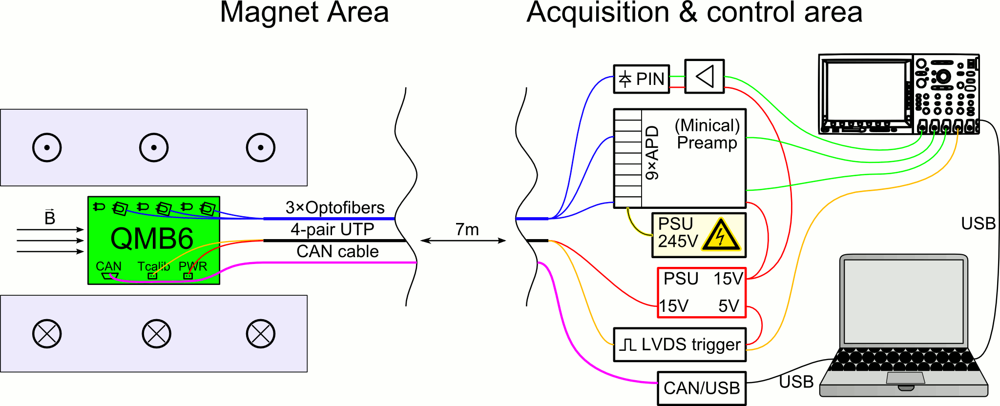 Magnet Area
Acquisition & control area
B
QMB6
CAN Tcalib PWR
3×Optofibers
4-pair UTP
CAN cable
7m
PIN
9×APD
(Minical)
Preamp
PSU
245V
PSU 15V
15V 5V
LVDS trigger
CAN/USB
USB
USB